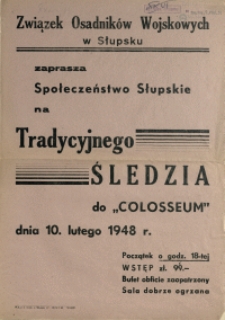 Związek Osadników Wojskowych
w Słupsku
zaprasza
Społeczeństwo Słupskie
na
Tradycyjnego
ŚLEDZIA
do „COLOSSEUM"
dnia 10. lutego 1948 r.
Początek o godz. 18-tej
WSTĘP zł. 99.—
Bufet obficie zaopatrzony
Sala dobrze ogrzana